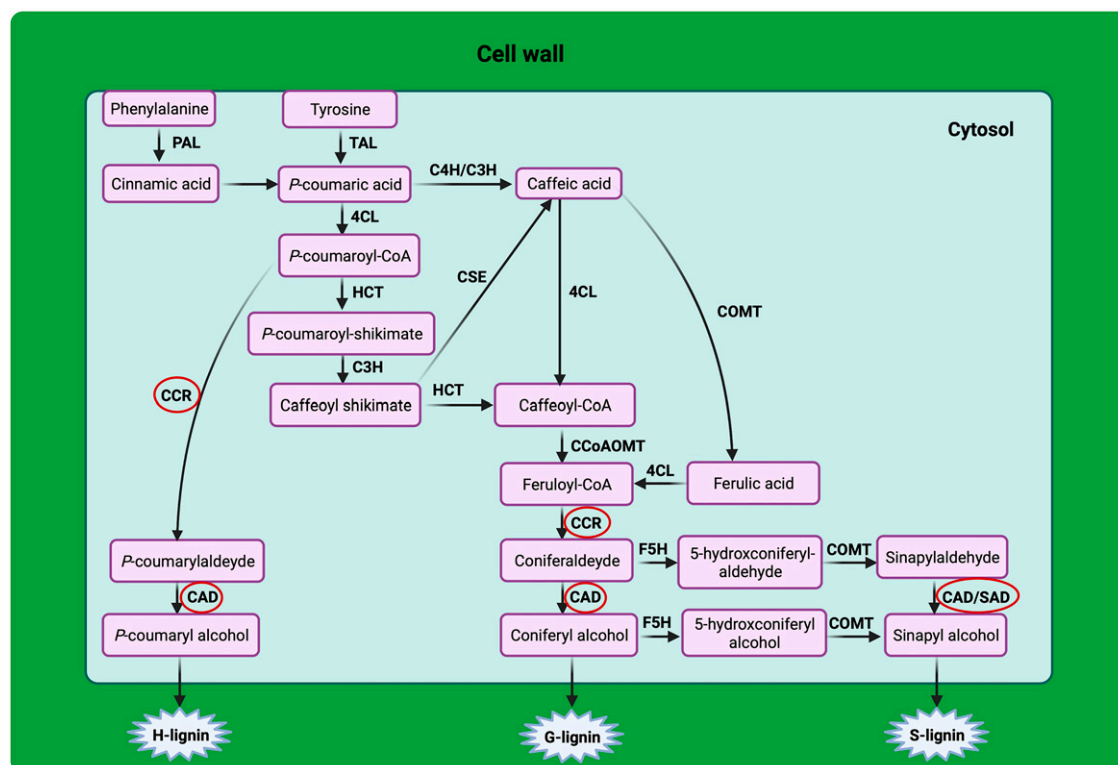 Cell wall
Cytosol
Phenylalanine
Tyrosine
PAL
TAL
Cinnamic acid
P-coumaric acid
C4H/C3H
Caffeic acid
4CL
P-coumaroyl-CoA
HCT
CSE
4CL
COMT
P-coumaroyl-shikimate
C3H
CCR
Caffeoyl shikimate
HCT
Caffeoyl-CoA
CCoAOMT
Feruloyl-CoA
4CL
Ferulic acid
CCR
P-coumarylaldeyde
Coniferaldeyde
F5H
5-hydroxconiferyl-
aldehyde
COMT
Sinapylaldehyde
CAD
CAD
CAD/SAD
P-coumaryl alcohol
Coniferyl alcohol
F5H
5-hydroxconiferyl
alcohol
COMT
Sinapyl alcohol
H-lignin
G-lignin
S-lignin